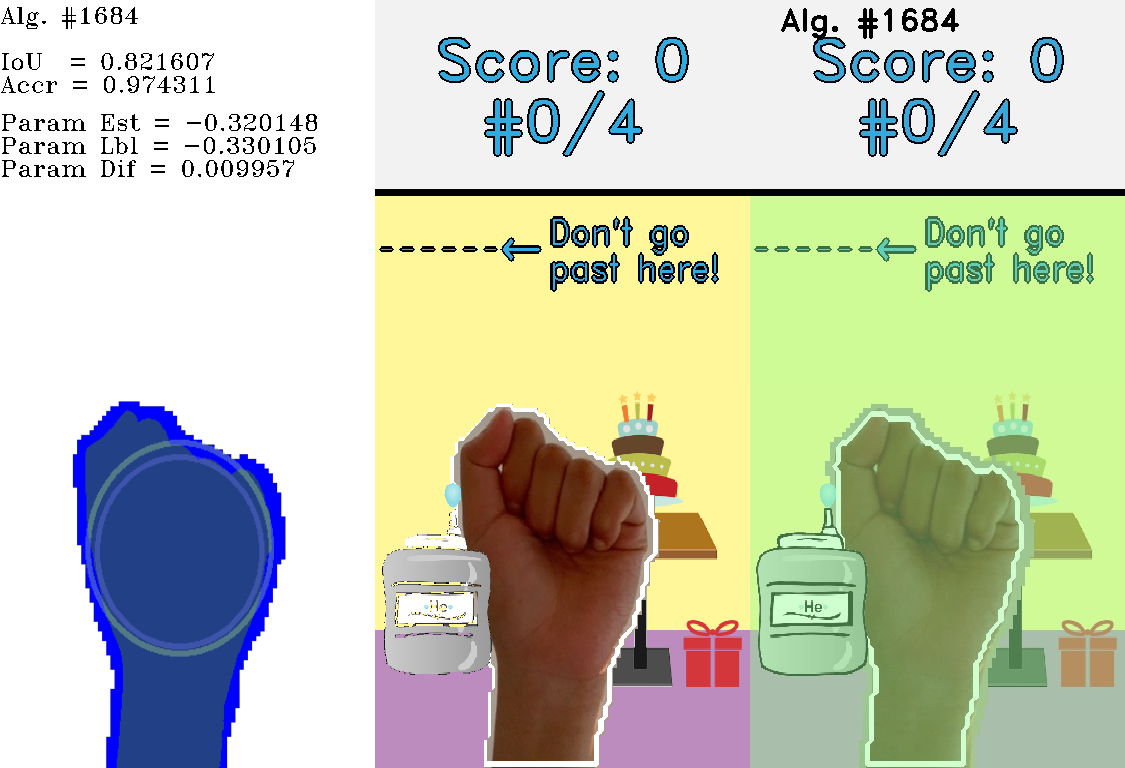 Alg. #1684
IoU = 0.821607
Accr = 0.974311
Param Est = -0.320148
Param Lbl = -0.330105
Param Dif = 0.009957
Score: 0
#0/4
Don't go
past here!
He
Alg. #1684
Score: 0
#0/4
Don't go
past here!
He